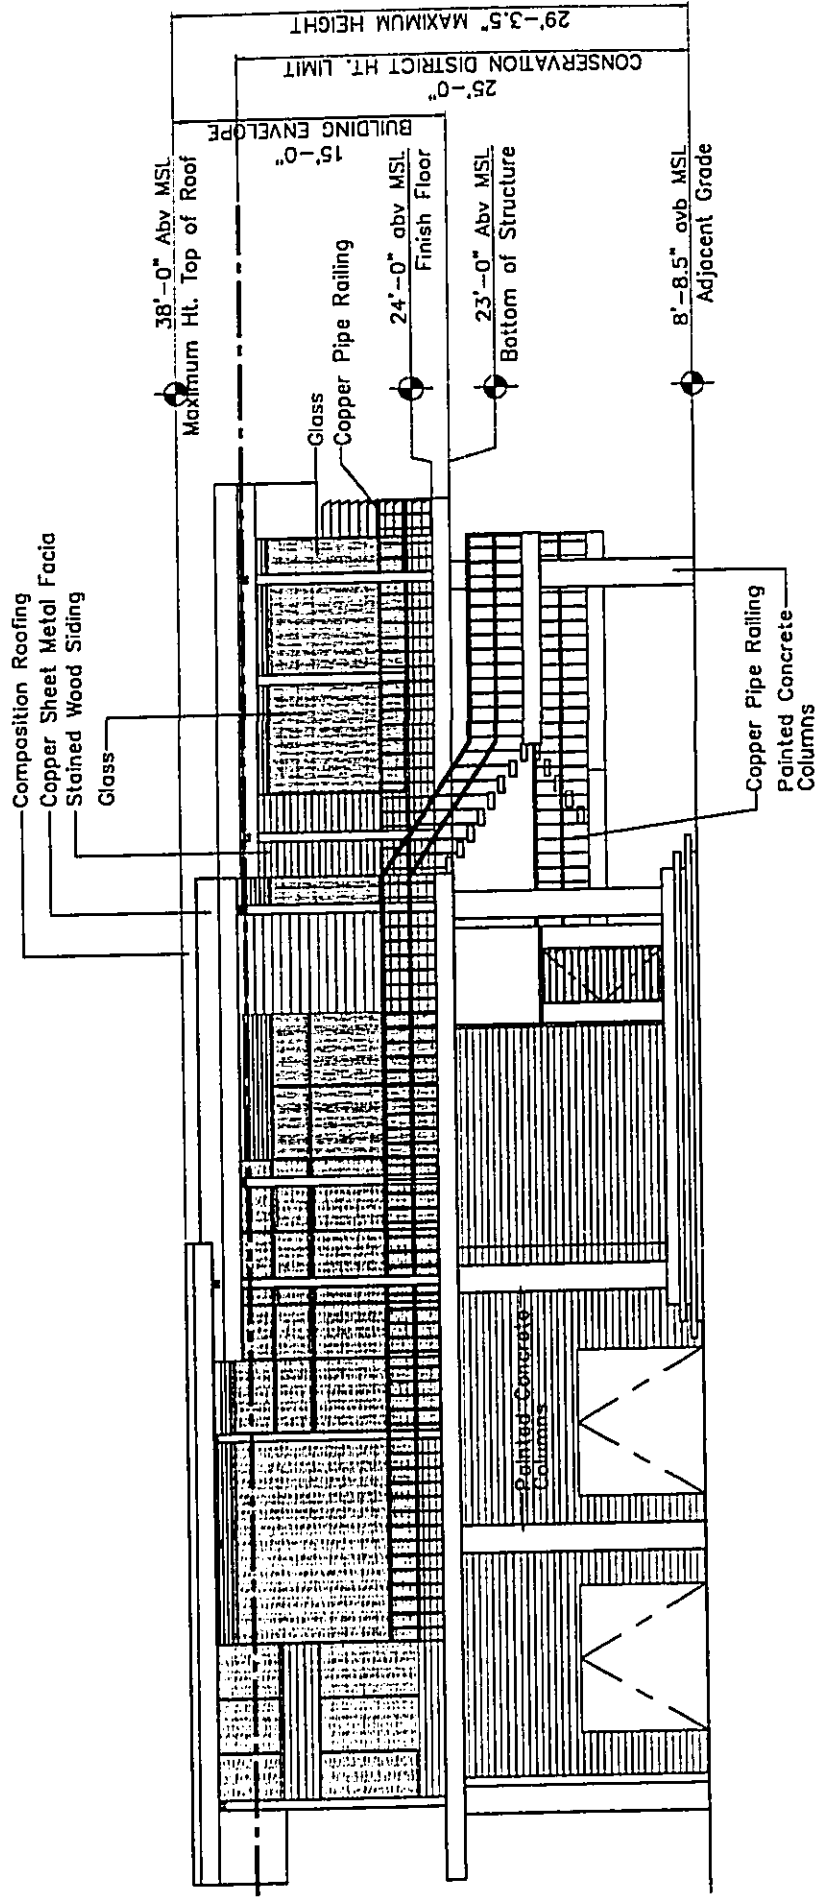 Composition Roofing
Copper Sheet Metal Facia
Stained Wood Siding
Glass
Glass
Copper Pipe Railing
38'-0" Abv MSL
Maximum Ht. Top of Roof
24'-0" abv MSL
Finish Floor
23'-0" Abv MSL
Bottom of Structure
8'-8.5" avb MSL
Adjacent Grade
15'-0"
BUILDING ENVELOPE
25'-0"
CONSERVATION DISTRICT HT. LIMIT
29'-3.5" MAXIMUM HEIGHT
Copper Pipe Railing
Painted Concrete
Columns
Painted Concrete
Columns